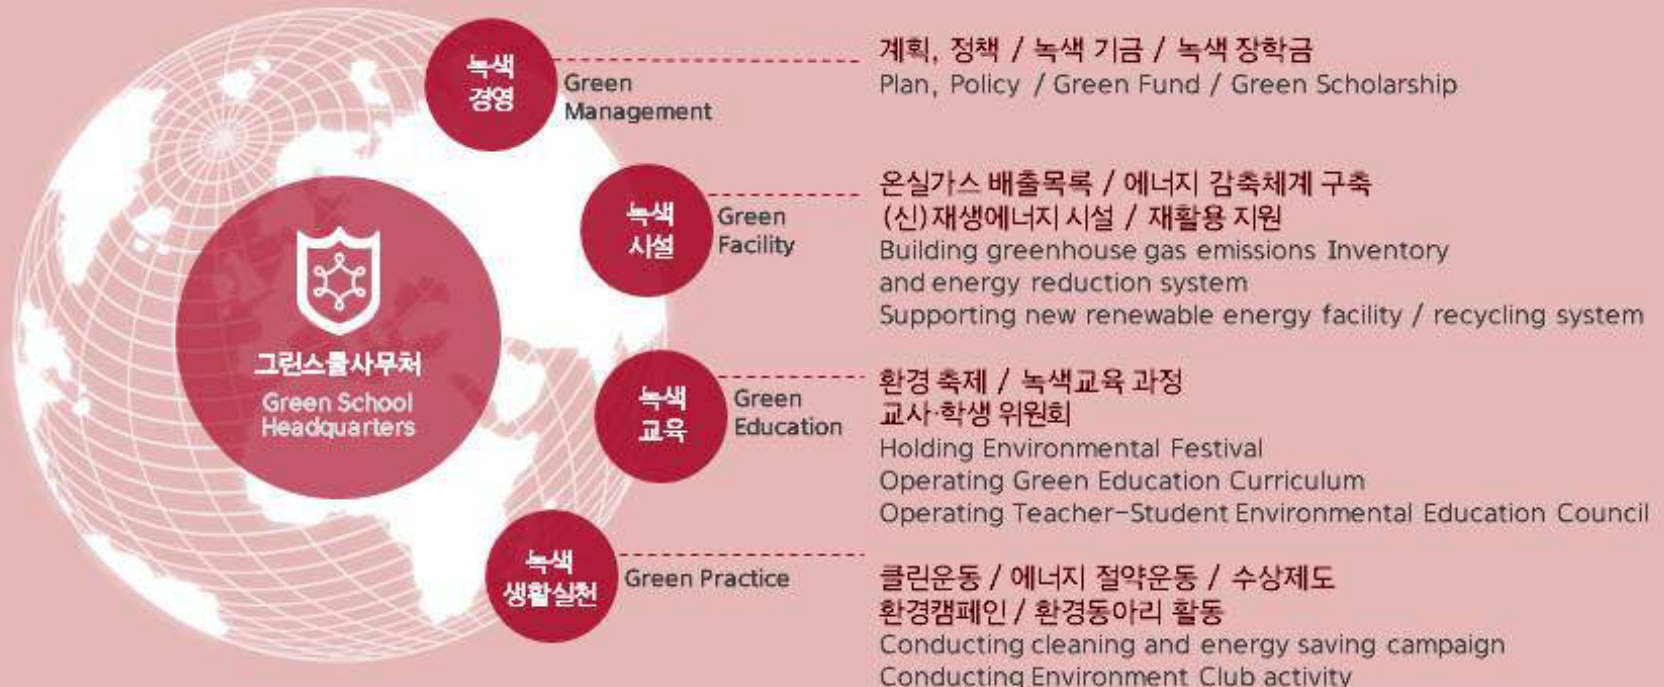 녹색
경영
Green
Management
계획, 정책 / 녹색 기금 / 녹색 장학금
Plan, Policy / Green Fund / Green Scholarship
녹색
시설
Green
Facility
온실가스 배출목록 / 에너지 감축체계 구축
(신)재생에너지 시설 / 재활용 지원
Building greenhouse gas emissions Inventory
and energy reduction system
Supporting new renewable energy facility / recycling system
그린스쿨사무처
Green School
Headquarters
녹색
교육
Green
Education
환경 축제 / 녹색교육 과정
교사·학생 위원회
Holding Environmental Festival
Operating Green Education Curriculum
Operating Teacher-Student Environmental Education Council
녹색
생활실천
Green Practice
클린운동 / 에너지 절약운동 / 수상제도
환경캠페인 / 환경동아리 활동
Conducting cleaning and energy saving campaign
Conducting Environment Club activity